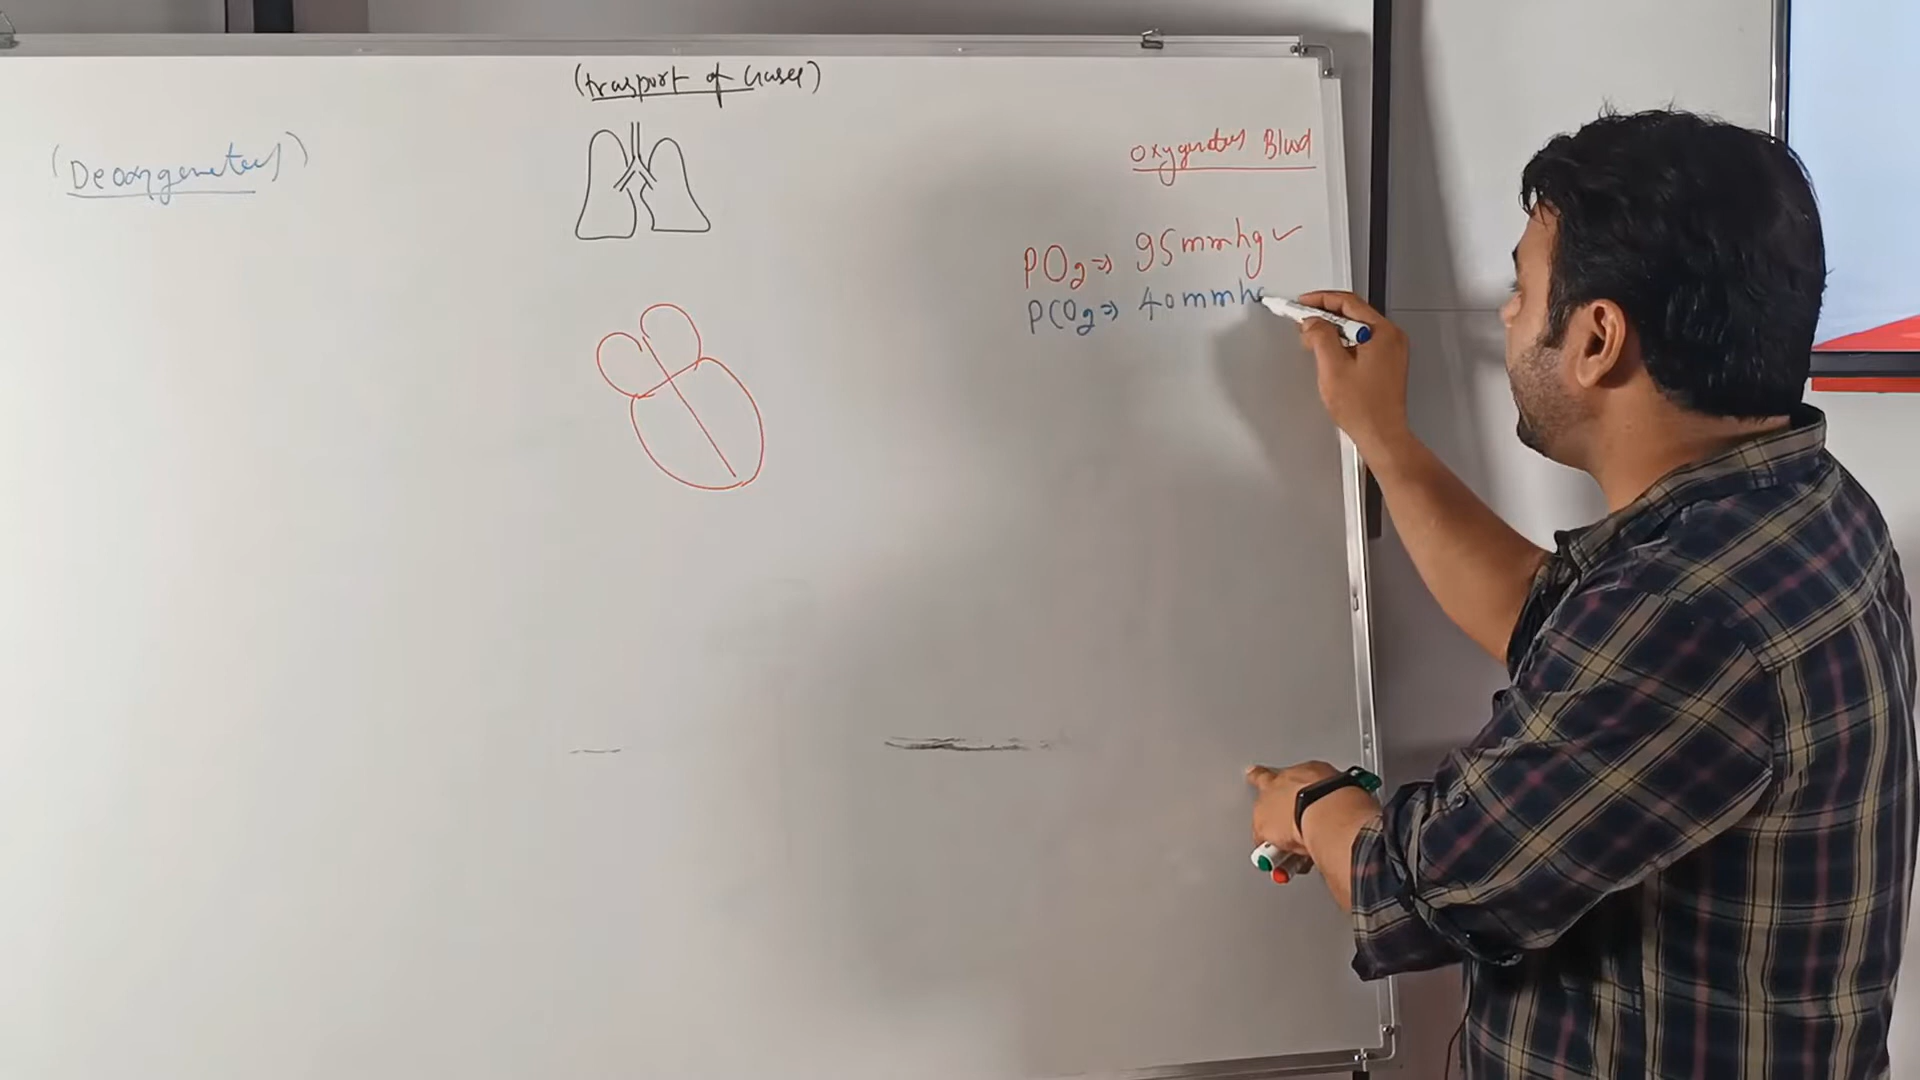 (trasport of Gases)
(Deoxygenated)
Oxygenated Blood
PO2 => 95mmhg ✓
PCO2 => 40mmhg